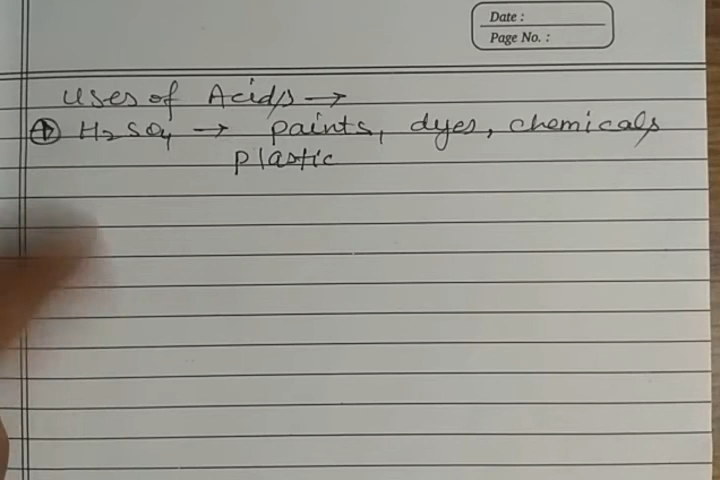 Date :
Page No. :
Uses of Acids →
① H₂SO₄ → paints, dyes, chemicals
plastic